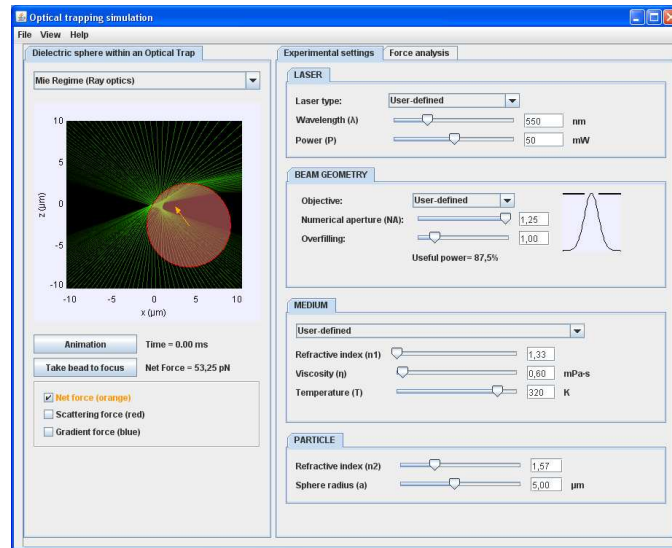 Optical trapping simulation
File View Help
Dielectric sphere within an Optical Trap
Mie Regime (Ray optics)
10
5
0
-5
-10
z (µm)
-10 -5 0 5 10
x (µm)
Animation Time = 0.00 ms
Take bead to focus Net Force = 53,25 pN
Net force (orange)
Scattering force (red)
Gradient force (blue)
Experimental settings Force analysis
LASER
Laser type: User-defined
Wavelength (λ) 550 nm
Power (P) 50 mW
BEAM GEOMETRY
Objective: User-defined
Numerical aperture (NA): 1,25
Overfilling: 1,00
Useful power= 87,5%
MEDIUM
User-defined
Refractive index (n1) 1,33
Viscosity (η) 0,60 mPa·s
Temperature (T) 320 K
PARTICLE
Refractive index (n2) 1,57
Sphere radius (a) 5,00 µm